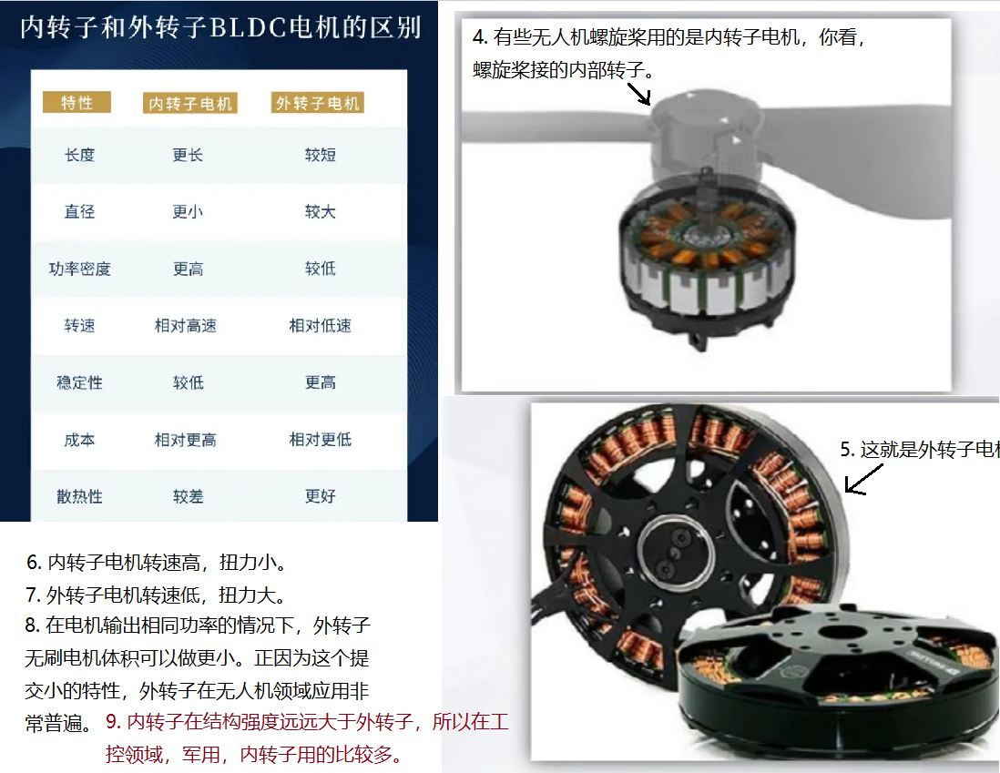 内转子和外转子BLDC电机的区别
特性 内转子电机 外转子电机
长度 更长 较短
直径 更小 较大
功率密度 更高 较低
转速 相对高速 相对低速
稳定性 较低 更高
成本 相对更高 相对更低
散热性 较差 更好
4. 有些无人机螺旋桨用的是内转子电机，你看，
螺旋桨接的内部转子。
5. 这就是外转子电机
6. 内转子电机转速高，扭力小。
7. 外转子电机转速低，扭力大。
8. 在电机输出相同功率的情况下，外转子
无刷电机体积可以做更小。正因为这个提
交小的特性，外转子在无人机领域应用非
常普遍。
9. 内转子在结构强度远远大于外转子，所以在工
控领域，军用，内转子用的比较多。